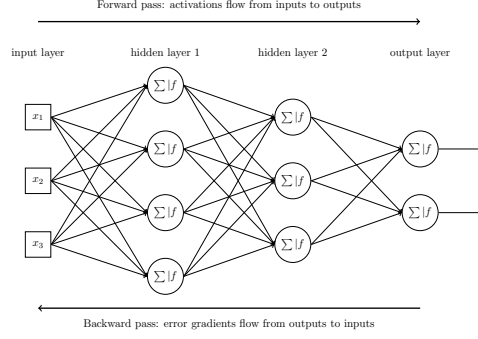 Forward pass: activations flow from inputs to outputs
input layer hidden layer 1 hidden layer 2 output layer
∑|f
x₁ ∑|f
∑|f ∑|f
x₂ ∑|f
∑|f ∑|f
x₃ ∑|f
∑|f
Backward pass: error gradients flow from outputs to inputs